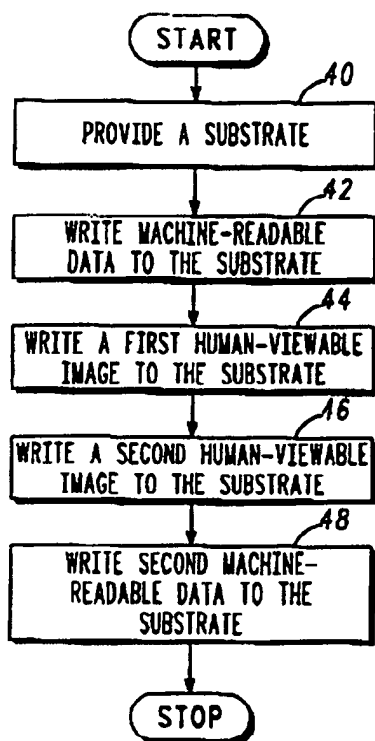 START
40
PROVIDE A SUBSTRATE
42
WRITE MACHINE-READABLE
DATA TO THE SUBSTRATE
44
WRITE A FIRST HUMAN-VIEWABLE
IMAGE TO THE SUBSTRATE
46
WRITE A SECOND HUMAN-VIEWABLE
IMAGE TO THE SUBSTRATE
48
WRITE SECOND MACHINE-
READABLE DATA TO THE
SUBSTRATE
STOP